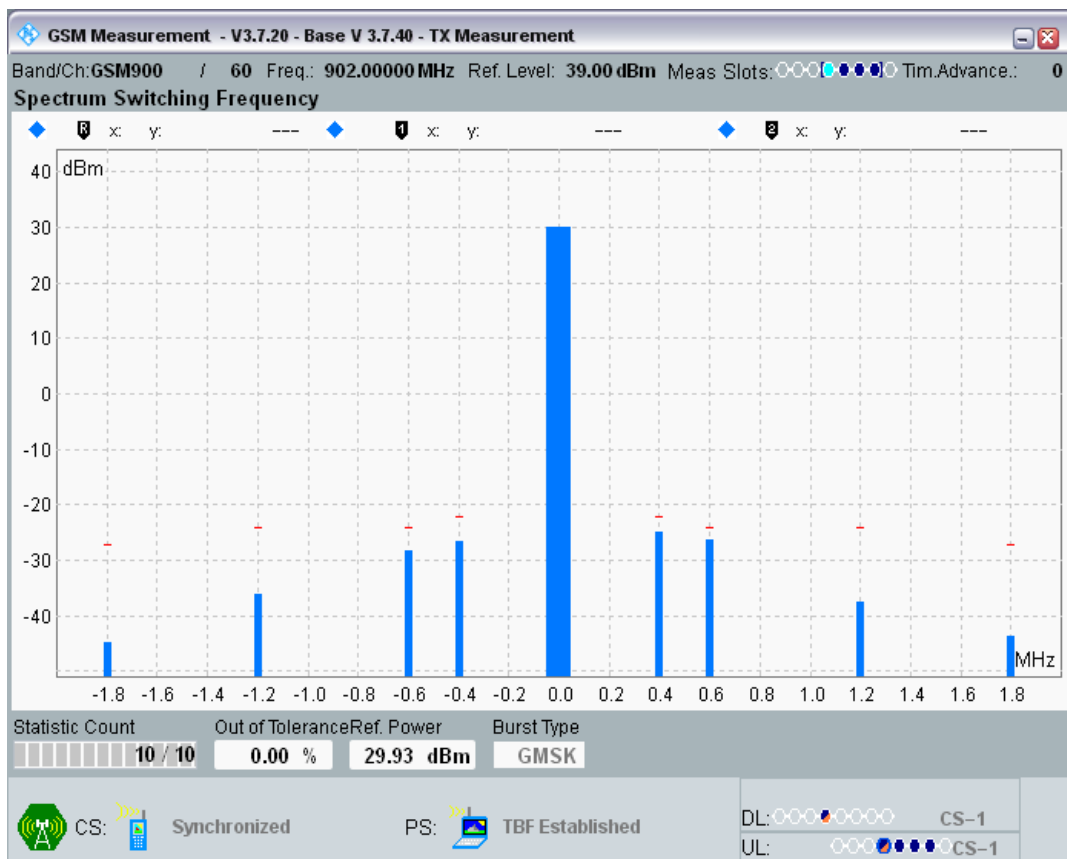 GSM Measurement - V3.7.20 - Base V 3.7.40 - TX Measurement
Band/Ch:GSM900 / 60 Freq.: 902.00000 MHz Ref. Level: 39.00 dBm Meas Slots: Tim.Advance.: 0
Spectrum Switching Frequency
R x: y: --- 1 x: y: --- 2 x: y: ---
dBm
40
30
20
10
0
-10
-20
-30
-40
MHz
-1.8 -1.6 -1.4 -1.2 -1.0 -0.8 -0.6 -0.4 -0.2 0.0 0.2 0.4 0.6 0.8 1.0 1.2 1.4 1.6 1.8
Statistic Count Out of Tolerance Ref. Power Burst Type
10 / 10 0.00 % 29.93 dBm GMSK
CS: Synchronized PS: TBF Established
DL: CS-1
UL: CS-1